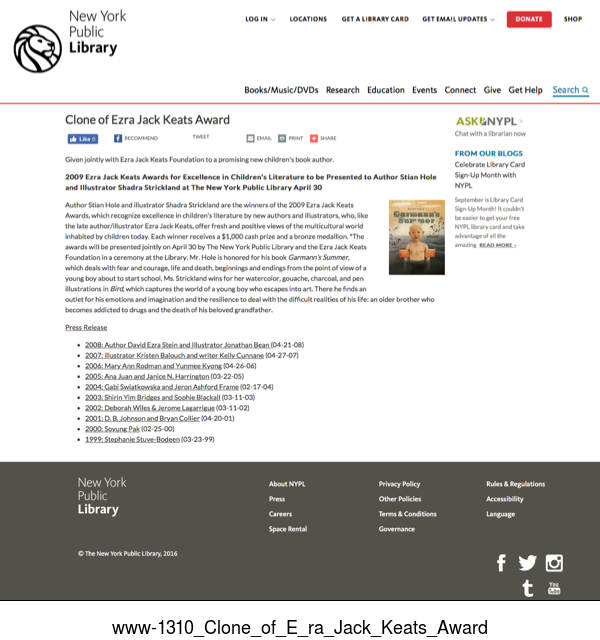 New York
Public
Library
LOG IN
LOCATIONS
GET A LIBRARY CARD
GET EMAIL UPDATES
DONATE
SHOP
Books/Music/DVDs
Research
Education
Events
Connect
Give
Get Help
Search
Clone of Ezra Jack Keats Award
Like 0
RECOMMEND
TWEET
EMAIL
PRINT
SHARE
Given jointly with Ezra Jack Keats Foundation to a promising new children's book author.
2009 Ezra Jack Keats Awards for Excellence in Children's Literature to be Presented to Author Stian Hole
and Illustrator Shadra Strickland at The New York Public Library April 30
Author Stian Hole and illustrator Shadra Strickland are the winners of the 2009 Ezra Jack Keats
Awards, which recognize excellence in children's literature by new authors and illustrators, who, like
the late author/illustrator Ezra Jack Keats, offer fresh and positive views of the multicultural world
inhabited by children today. Each winner receives a $1,000 cash prize and a bronze medallion. "The
awards will be presented jointly on April 30 by The New York Public Library and the Ezra Jack Keats
Foundation in a ceremony at the Library. Mr. Hole is honored for his book Garmann's Summer,
which deals with fear and courage, life and death, beginnings and endings from the point of view of a
young boy about to start school. Ms. Strickland wins for her watercolor, gouache, charcoal, and pen
illustrations in Bird, which captures the world of a young boy who escapes into art. There he finds an
outlet for his emotions and imagination and the resilience to deal with the difficult realities of his life: an older brother who
becomes addicted to drugs and the death of his beloved grandfather.
Garmann's
Summer
Press Release
2008: Author David Ezra Stein and Illustrator Jonathan Bean (04-21-08)
2007: Illustrator Kristen Balouch and writer Kelly Cunnane (04-27-07)
2006: Mary Ann Rodman and Yunmee Kyong (04-26-06)
2005: Ana Juan and Janice N. Harrington (03-22-05)
2004: Gabi Swiatkowska and Jeron Ashford Frame (02-17-04)
2003: Shirin Yim Bridges and Sophie Blackall (03-11-03)
2002: Deborah Wiles & Jerome Lagarrigue (03-11-02)
2001: D. B. Johnson and Bryan Collier (04-20-01)
2000: Soyung Pak (02-25-00)
1999: Stephanie Stuve-Bodeen (03-23-99)
ASK NYPL >
Chat with a librarian now
FROM OUR BLOGS
Celebrate Library Card
Sign-Up Month with
NYPL
September is Library Card
Sign-Up Month! It couldn't
be easier to get your free
NYPL library card and take
advantage of all the
amazing READ MORE ›
New York
Public
Library
About NYPL
Privacy Policy
Rules & Regulations
Press
Other Policies
Accessibility
Careers
Terms & Conditions
Language
Space Rental
Governance
© The New York Public Library, 2016
You
Tube
www-1310_Clone_of_E_ra_Jack_Keats_Award